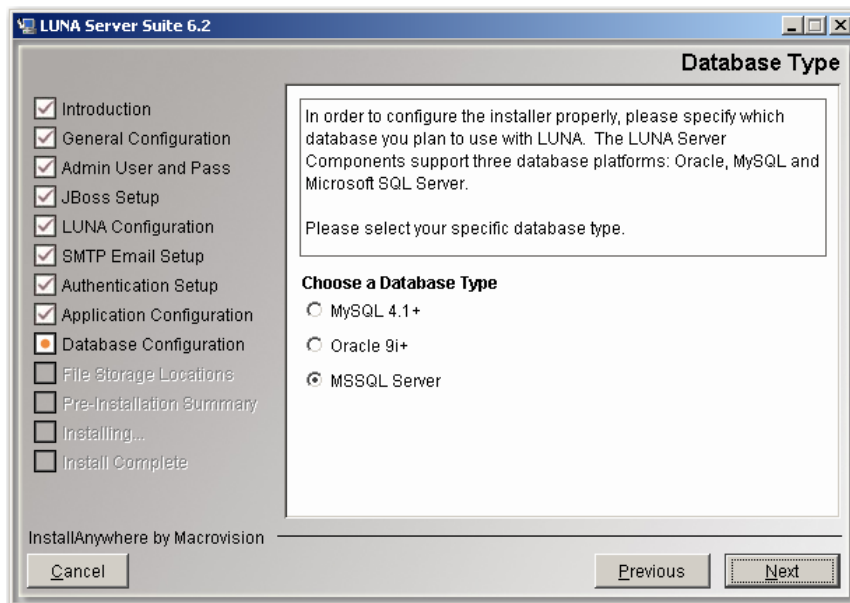 LUNA Server Suite 6.2
Database Type
Introduction
General Configuration
Admin User and Pass
JBoss Setup
LUNA Configuration
SMTP Email Setup
Authentication Setup
Application Configuration
Database Configuration
File Storage Locations
Pre-Installation Summary
Installing...
Install Complete
In order to configure the installer properly, please specify which
database you plan to use with LUNA.  The LUNA Server
Components support three database platforms: Oracle, MySQL and
Microsoft SQL Server.
Please select your specific database type.
Choose a Database Type
MySQL 4.1+
Oracle 9i+
MSSQL Server
InstallAnywhere by Macrovision
Cancel
Previous
Next